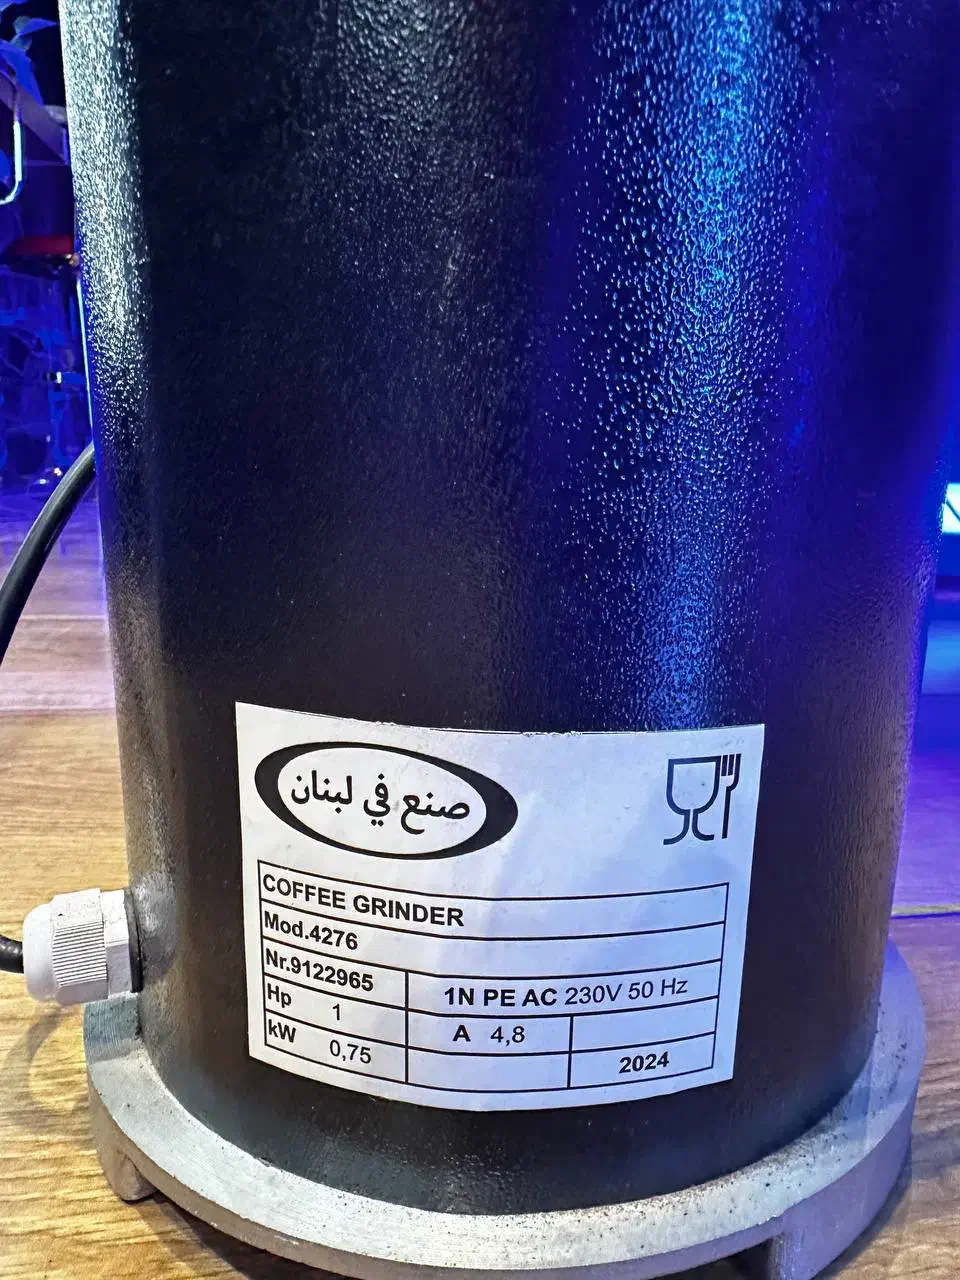 صنع في لبنان
COFFEE GRINDER
Mod.4276
Nr.9122965
1N PE AC 230V 50 Hz
Hp 1
A 4,8
kW 0,75
2024